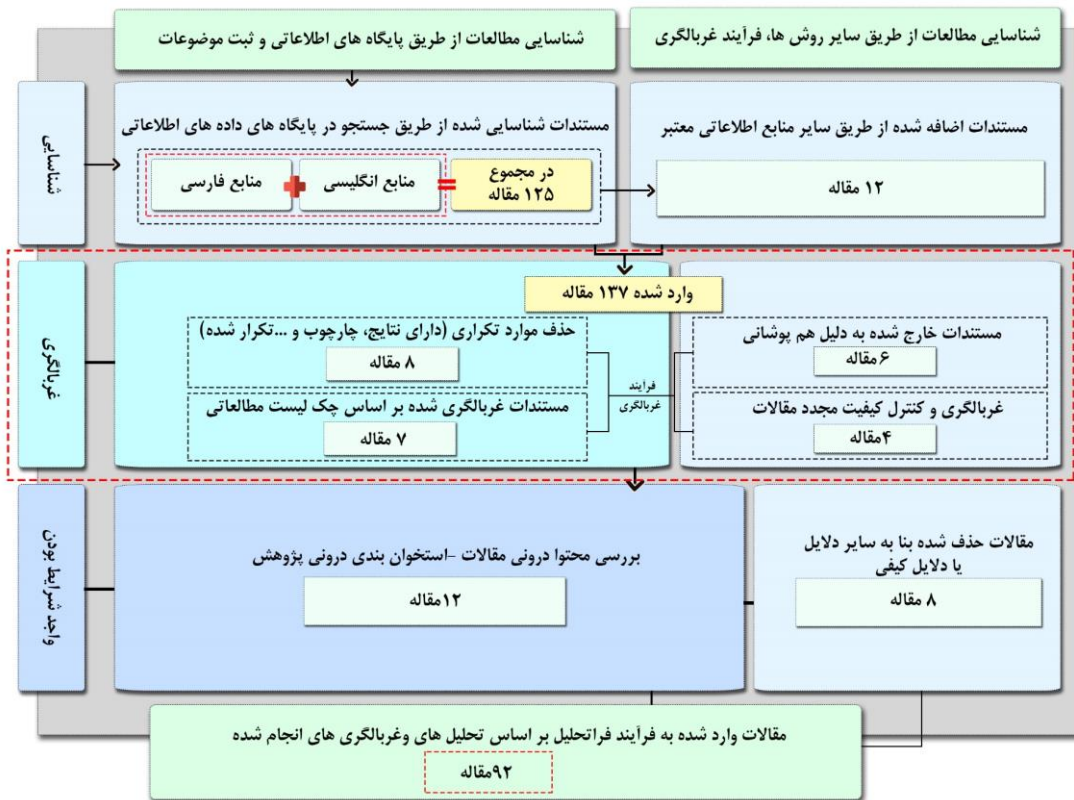 شناسایی مطالعات از طریق سایر روش ها، فرآیند غربالگری
شناسایی مطالعات از طریق پایگاه های اطلاعاتی و ثبت موضوعات
مستندات اضافه شده از طریق سایر منابع اطلاعاتی معتبر
۱۲ مقاله
مستندات شناسایی شده از طریق جستجو در پایگاه های داده های اطلاعاتی
در مجموع
۱۲۵ مقاله
=
منابع انگلیسی
+
منابع فارسی
شناسایی
وارد شده ۱۳۷ مقاله
مستندات خارج شده به دلیل هم پوشانی
۶مقاله
غربالگری و کنترل کیفیت مجدد مقالات
۴مقاله
فرآیند
غربالگری
حذف موارد تکراری (دارای نتایج، چارچوب و ...تکرار شده)
۸ مقاله
مستندات غربالگری شده بر اساس چک لیست مطالعاتی
۷ مقاله
غربالگری
مقالات حذف شده بنا به سایر دلایل
یا دلایل کیفی
۸ مقاله
بررسی محتوا درونی مقالات -استخوان بندی درونی پژوهش
۱۲مقاله
واجد شرایط بودن
مقالات وارد شده به فرآیند فراتحلیل بر اساس تحلیل های وغربالگری های انجام شده
۹۲مقاله